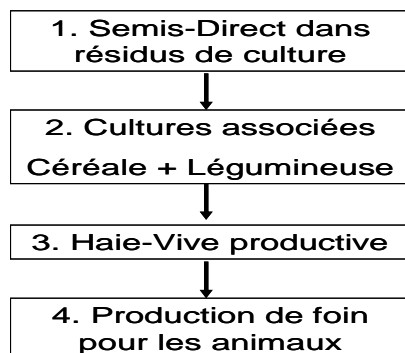 1. Semis-Direct dans
résidus de culture
2. Cultures associées
Céréale + Légumineuse
3. Haie-Vive productive
4. Production de foin
pour les animaux